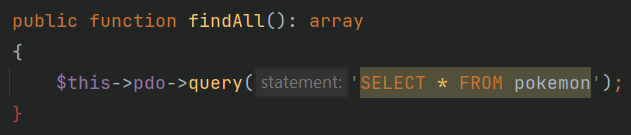 public function findAll(): array
{
    $this->pdo->query( statement: 'SELECT * FROM pokemon');
}